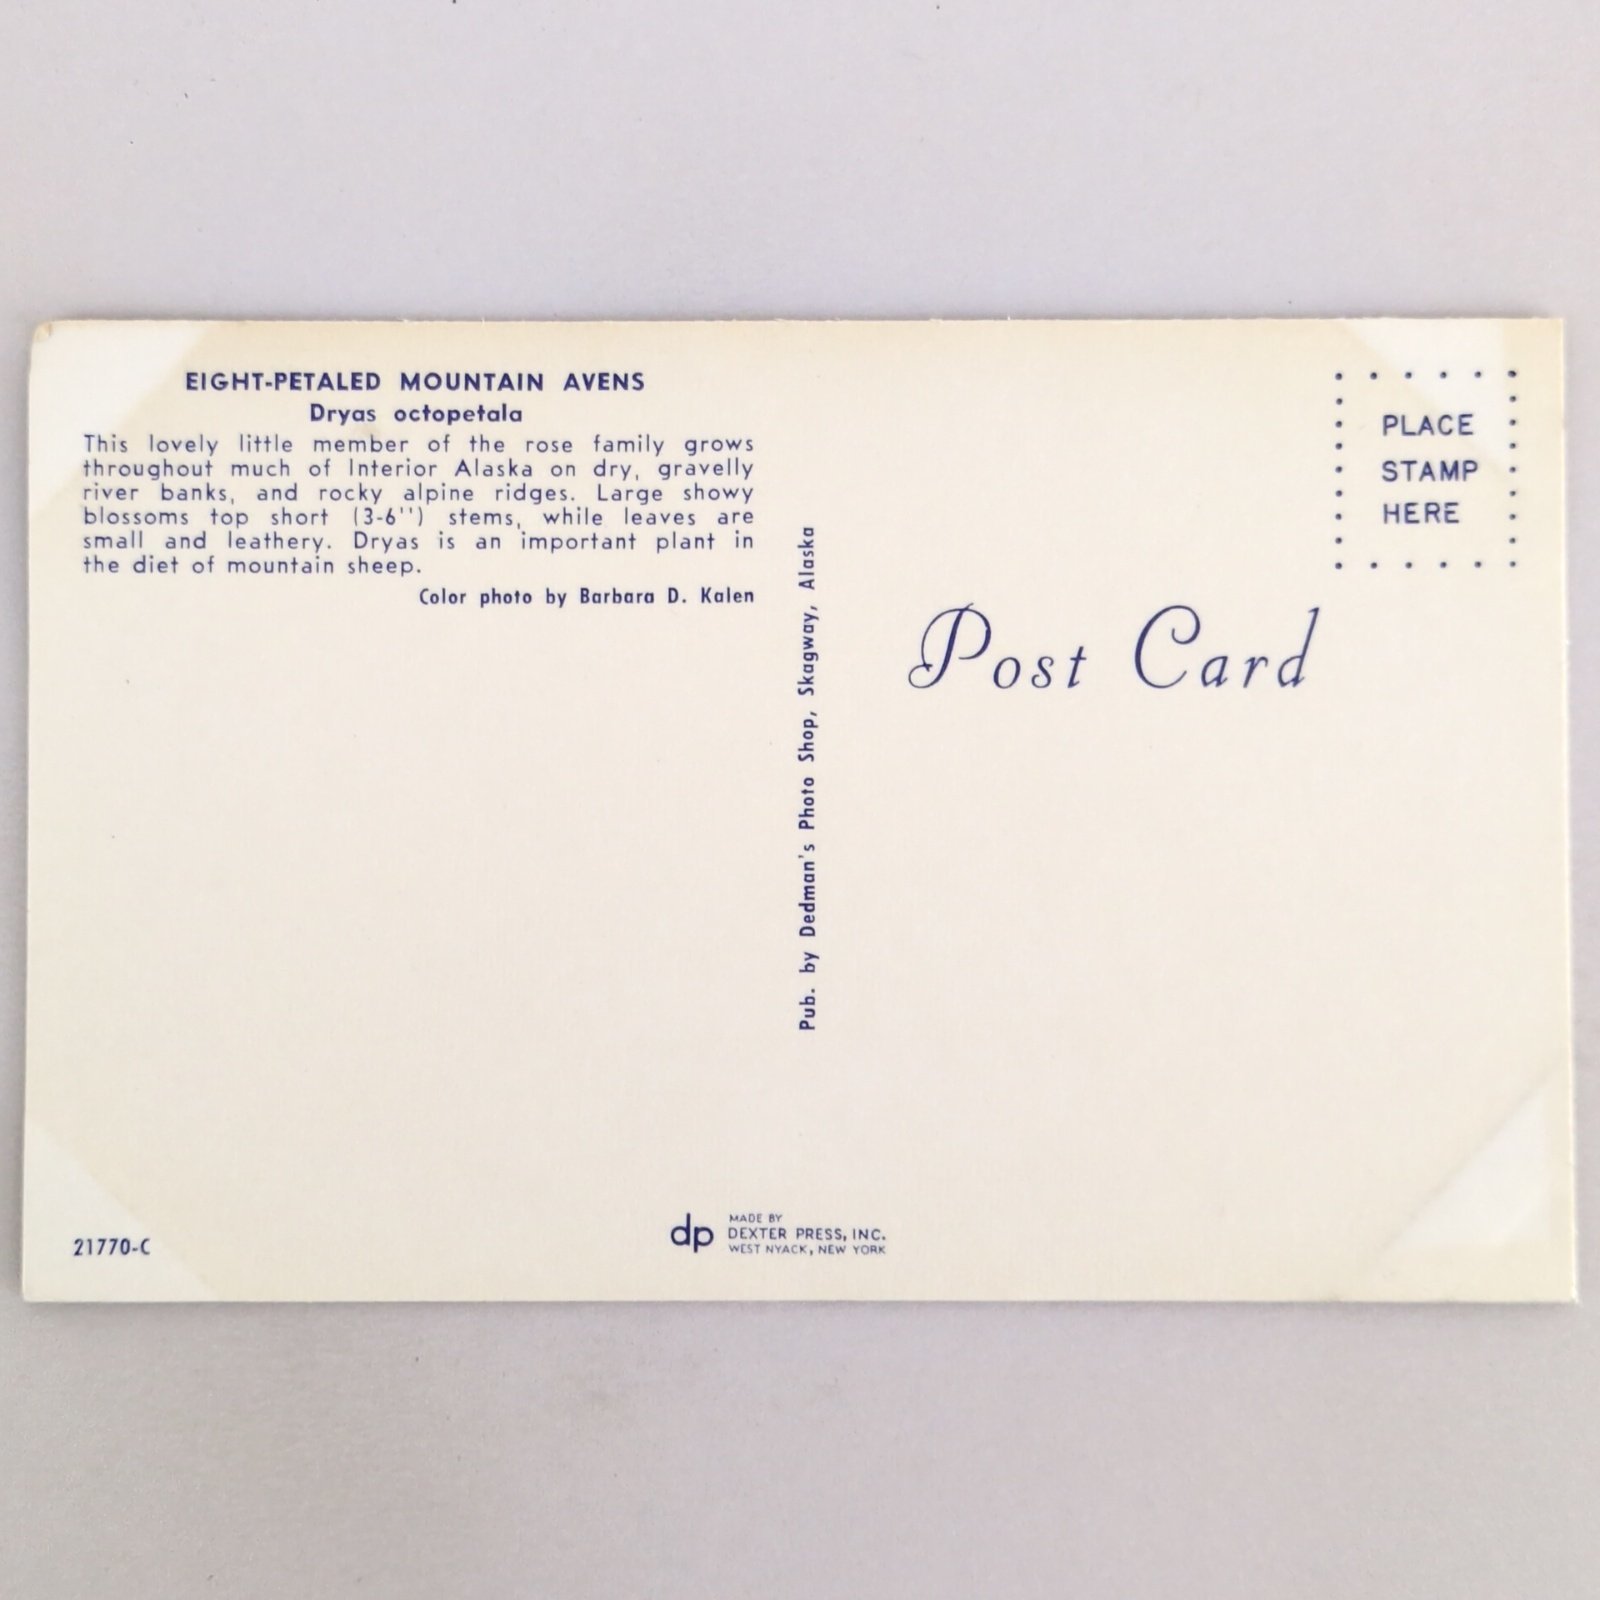 EIGHT-PETALED MOUNTAIN AVENS
Dryas octopetala
This lovely little member of the rose family grows
throughout much of Interior Alaska on dry, gravelly
river banks, and rocky alpine ridges. Large showy
blossoms top short (3-6'') stems, while leaves are
small and leathery. Dryas is an important plant in
the diet of mountain sheep.
Color photo by Barbara D. Kalen
21770-C
Pub. by Dedman's Photo Shop, Skagway, Alaska
dp
MADE BY
DEXTER PRESS, INC.
WEST NYACK, NEW YORK
PLACE
STAMP
HERE
Post Card